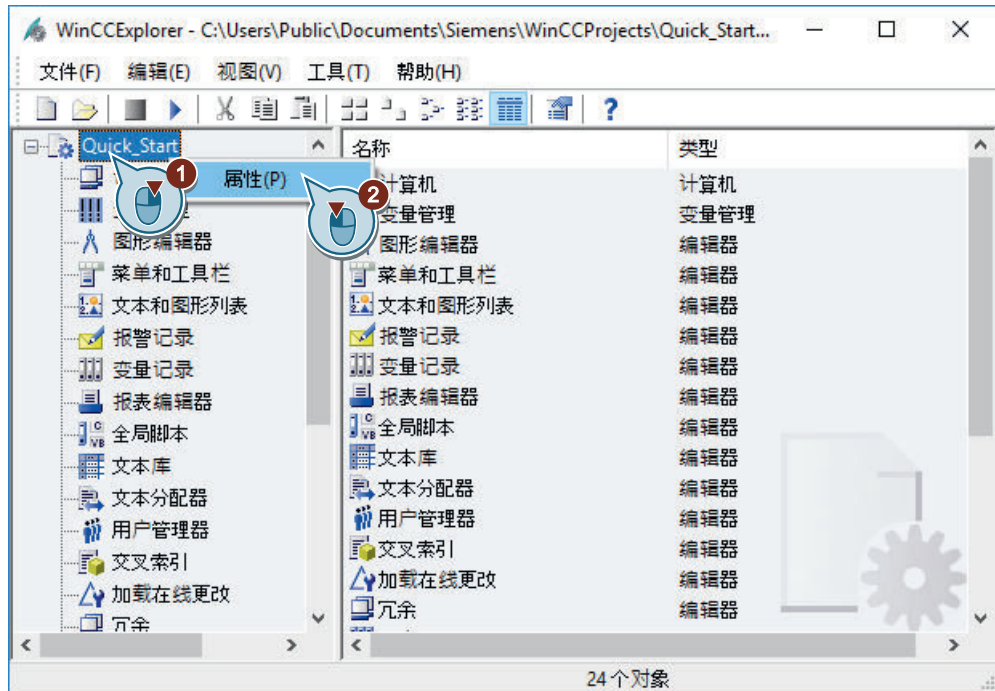 WinCCExplorer - C:\Users\Public\Documents\Siemens\WinCCProjects\Quick_Start...
文件(F) 编辑(E) 视图(V) 工具(T) 帮助(H)
Quick_Start
属性(P)
1
2
图形编辑器
菜单和工具栏
文本和图形列表
报警记录
变量记录
报表编辑器
全局脚本
文本库
文本分配器
用户管理器
交叉索引
加载在线更改
冗余
名称 类型
计算机 计算机
变量管理 变量管理
图形编辑器 编辑器
菜单和工具栏 编辑器
文本和图形列表 编辑器
报警记录 编辑器
变量记录 编辑器
报表编辑器 编辑器
全局脚本 编辑器
文本库 编辑器
文本分配器 编辑器
用户管理器 编辑器
交叉索引 编辑器
加载在线更改 编辑器
冗余 编辑器
24 个对象